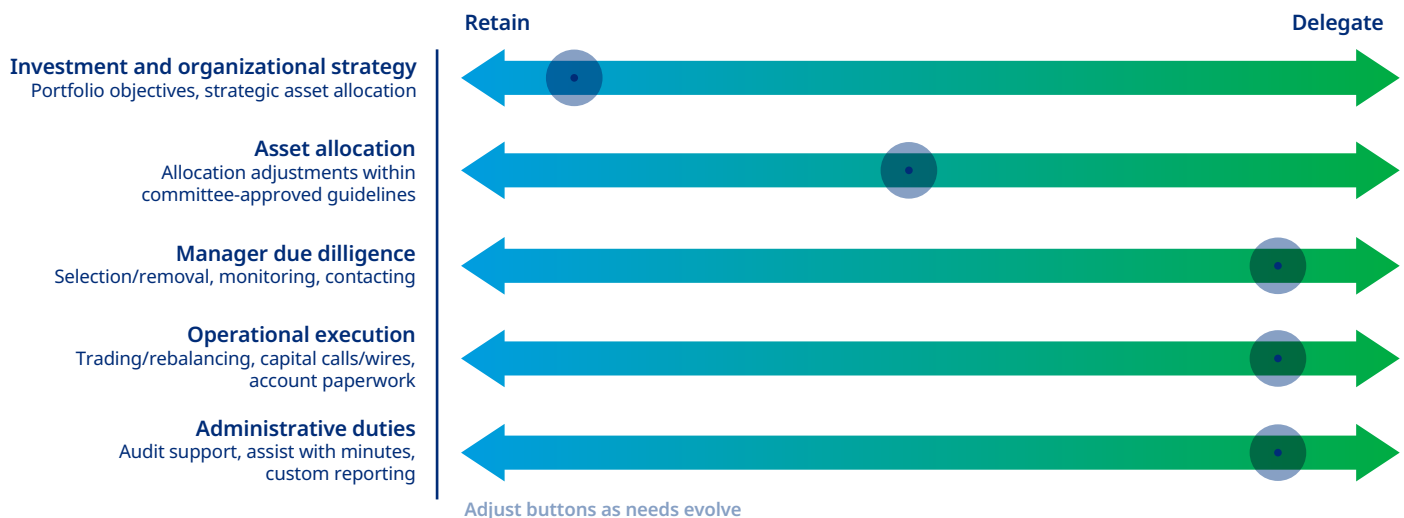 Retain
Delegate
Investment and organizational strategy
Portfolio objectives, strategic asset allocation
Asset allocation
Allocation adjustments within
committee-approved guidelines
Manager due dilligence
Selection/removal, monitoring, contacting
Operational execution
Trading/rebalancing, capital calls/wires,
account paperwork
Administrative duties
Audit support, assist with minutes,
custom reporting
Adjust buttons as needs evolve